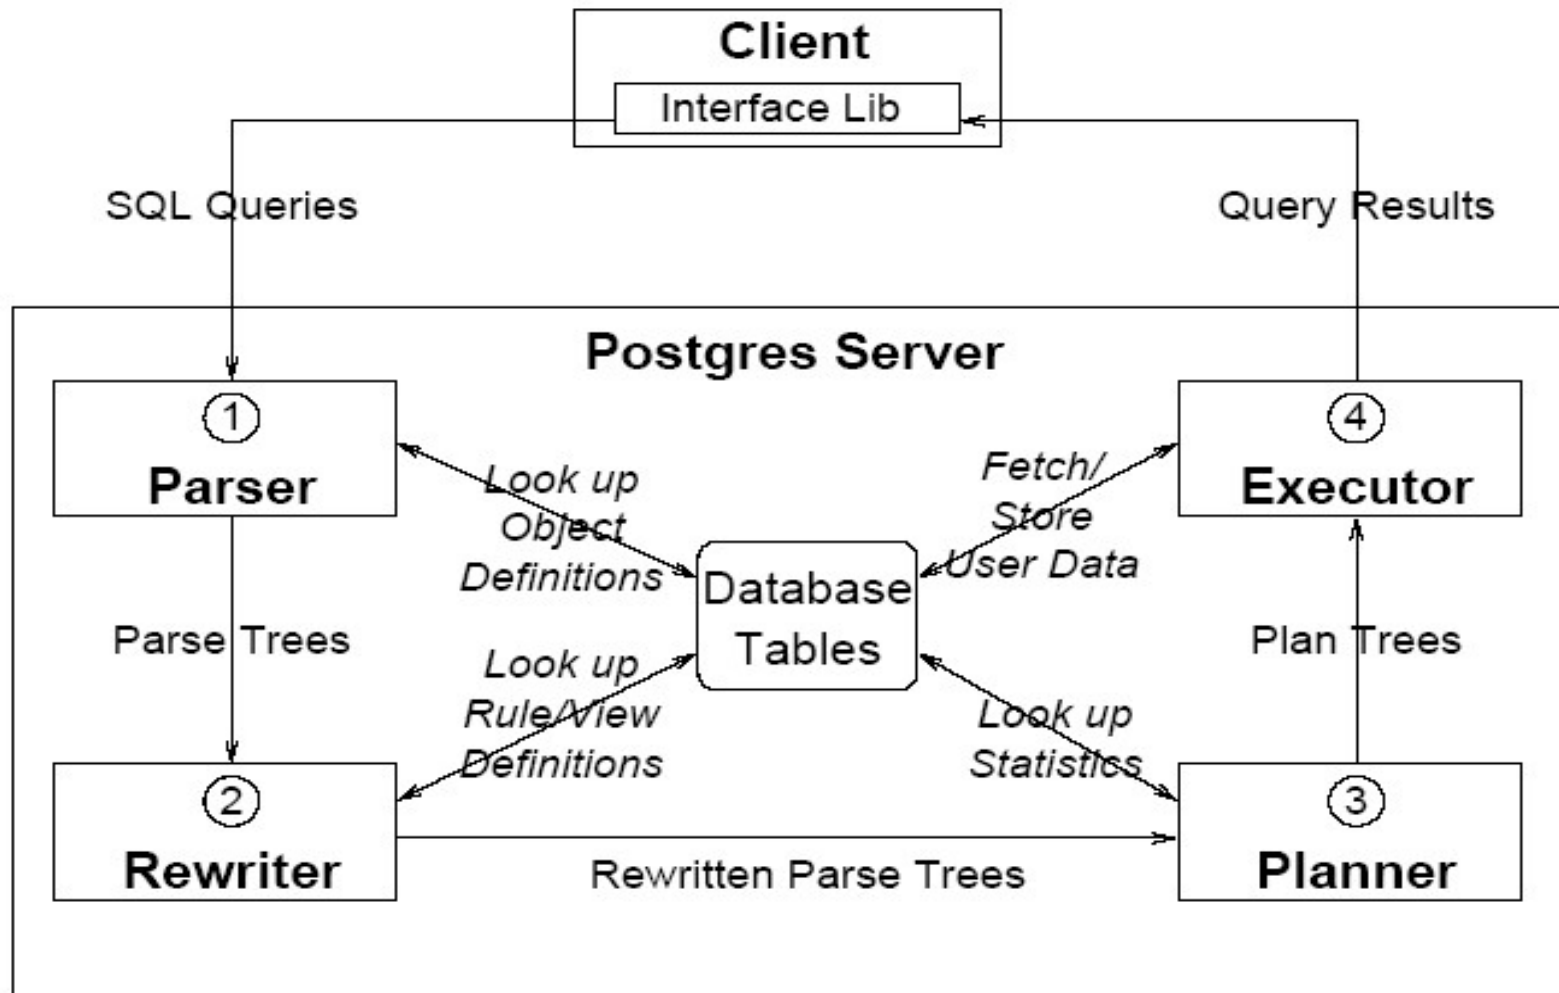 Client
Interface Lib
SQL Queries
Query Results
Postgres Server
1
Parser
4
Executor
Look up
Object
Definitions
Fetch/
Store
User Data
Database
Tables
Parse Trees
Plan Trees
Look up
Rule/View
Definitions
Look up
Statistics
2
Rewriter
Rewritten Parse Trees
3
Planner